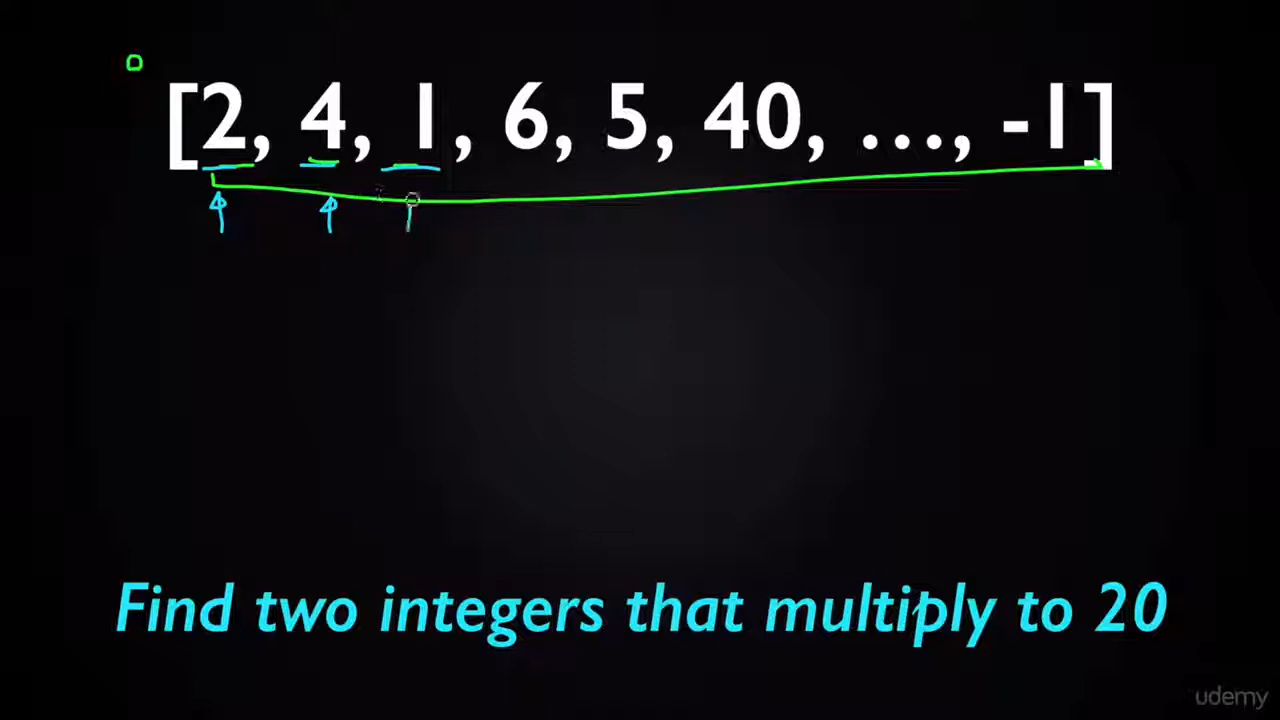 [2, 4, 1, 6, 5, 40, ..., -1]
Find two integers that multiply to 20
udemy